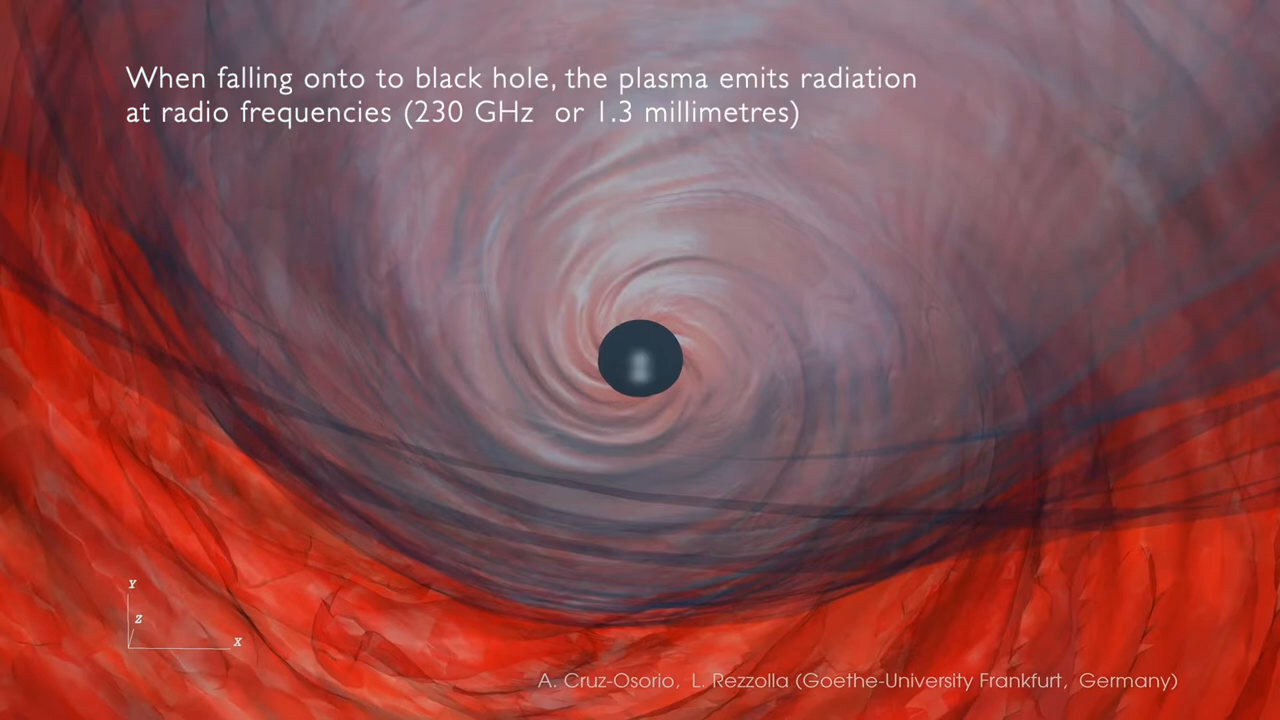 When falling onto to black hole, the plasma emits radiation
at radio frequencies (230 GHz  or 1.3 millimetres)
Y
Z
X
A. Cruz-Osorio,  L. Rezzolla (Goethe-University Frankfurt,  Germany)